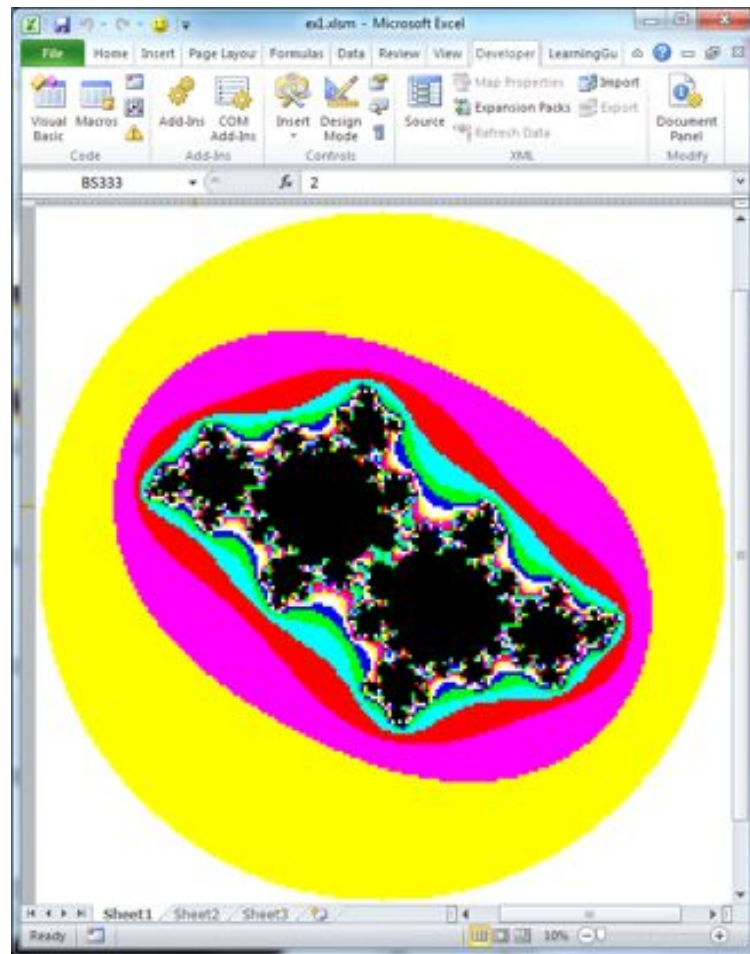 ex1.xlsm - Microsoft Excel
File Home Insert Page Layour Formulas Data Review View Developer LearningGu
Visual Basic
Macros
Add-Ins
COM Add-Ins
Insert
Design Mode
Source
Map Properties
Expansion Packs
Refresh Data
Import
Export
Document Panel
Code Add-Ins Controls XML Modify
BS333 fx 2
Sheet1 Sheet2 Sheet3
Ready 10%